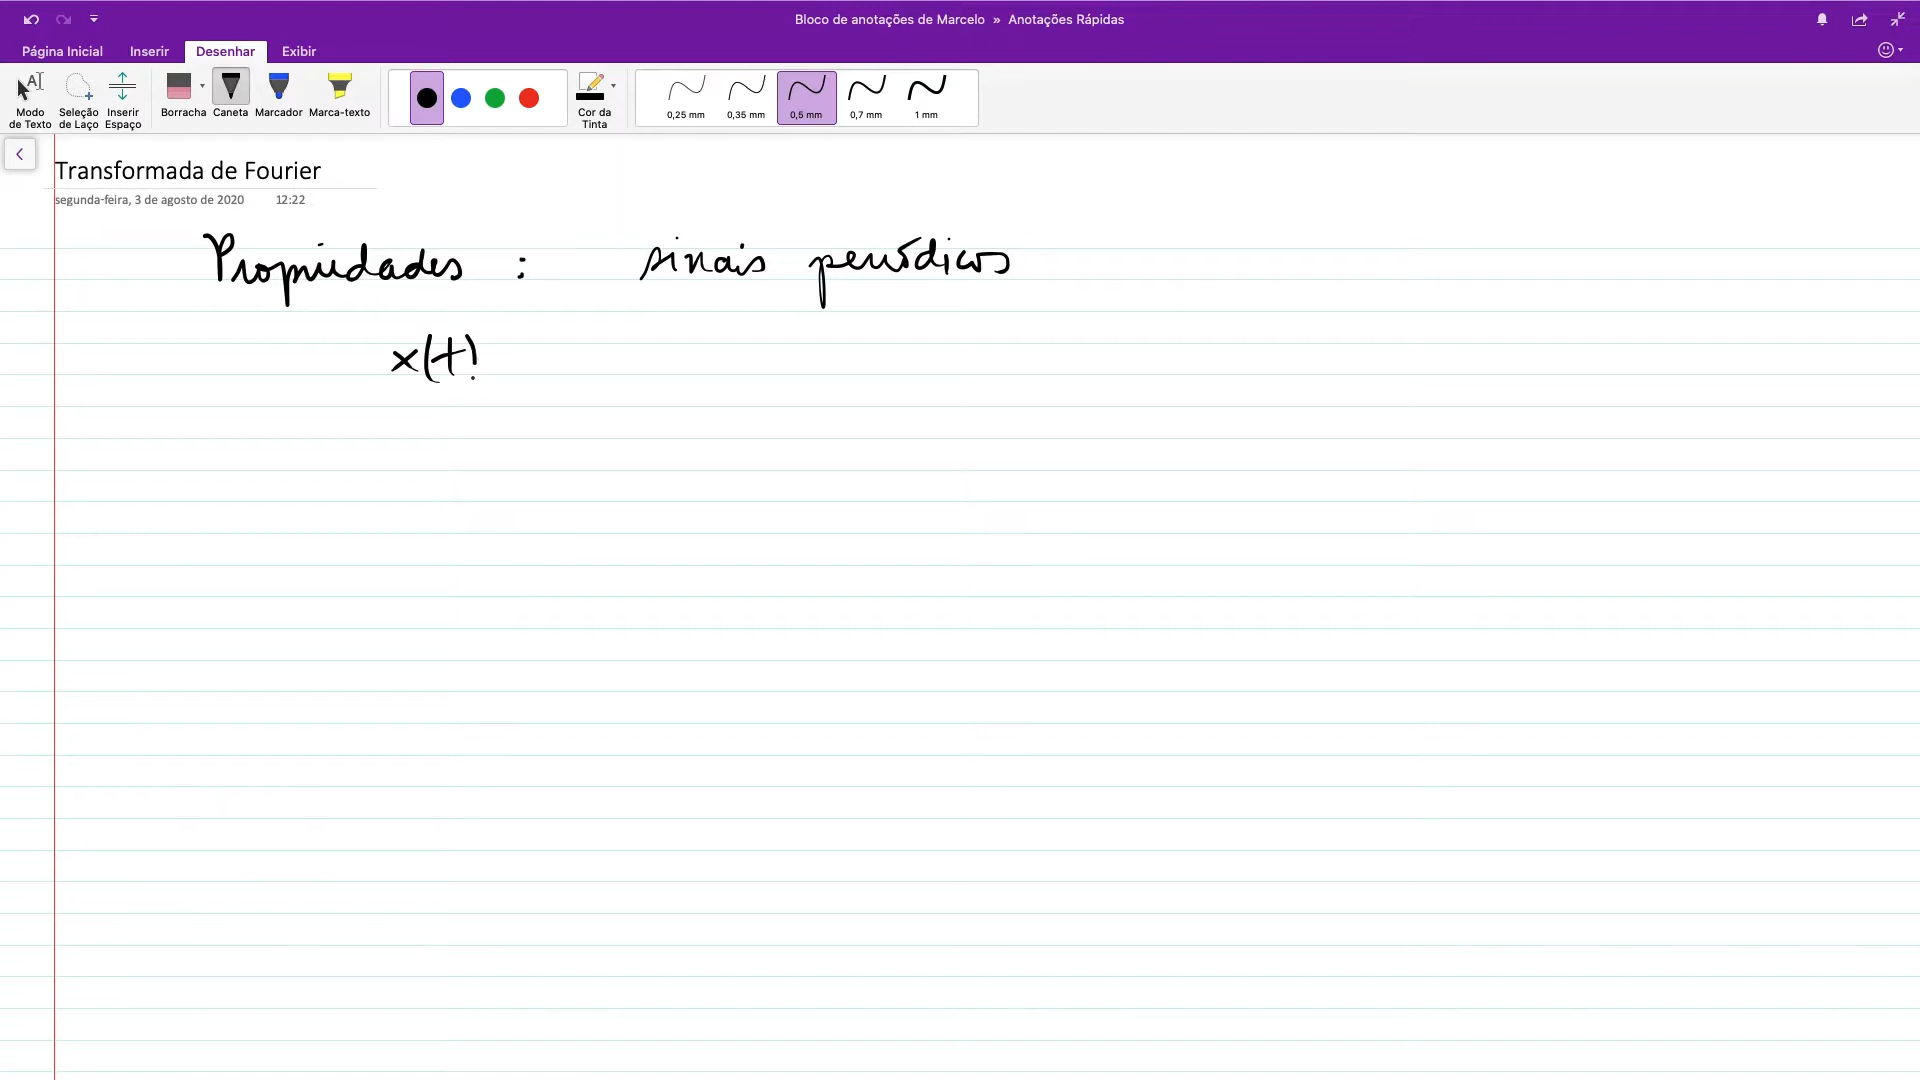 Bloco de anotações de Marcelo » Anotações Rápidas
Página Inicial Inserir Desenhar Exibir
Modo de Texto
Seleção de Laço
Inserir Espaço
Borracha
Caneta
Marcador
Marca-texto
Cor da Tinta
0,25 mm
0,35 mm
0,5 mm
0,7 mm
1 mm
Transformada de Fourier
segunda-feira, 3 de agosto de 2020 12:22
Propriedades : sinais periódicos
x(t)